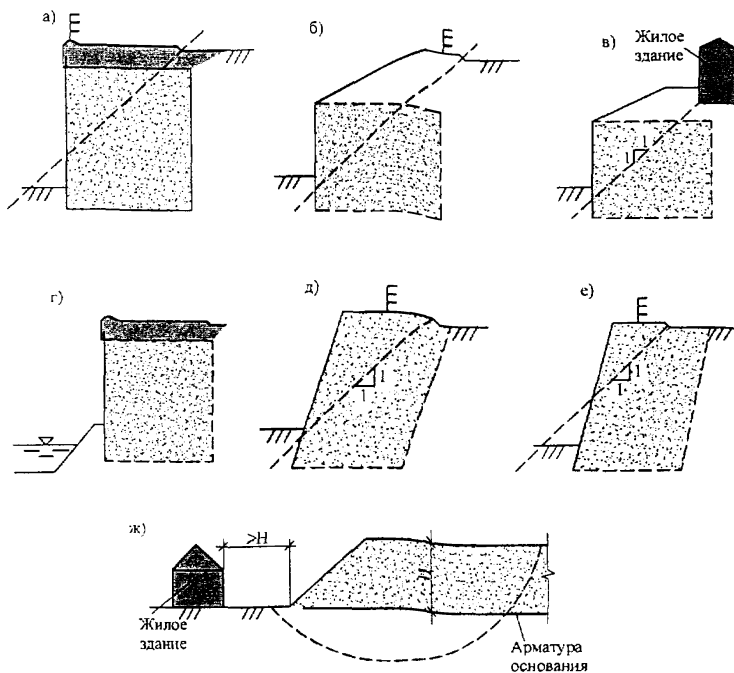 а)
б)
в)
Жилое
здание
1
1
г)
д)
е)
1
1
1
1
ж)
>H
H
Жилое
здание
Арматура
основания